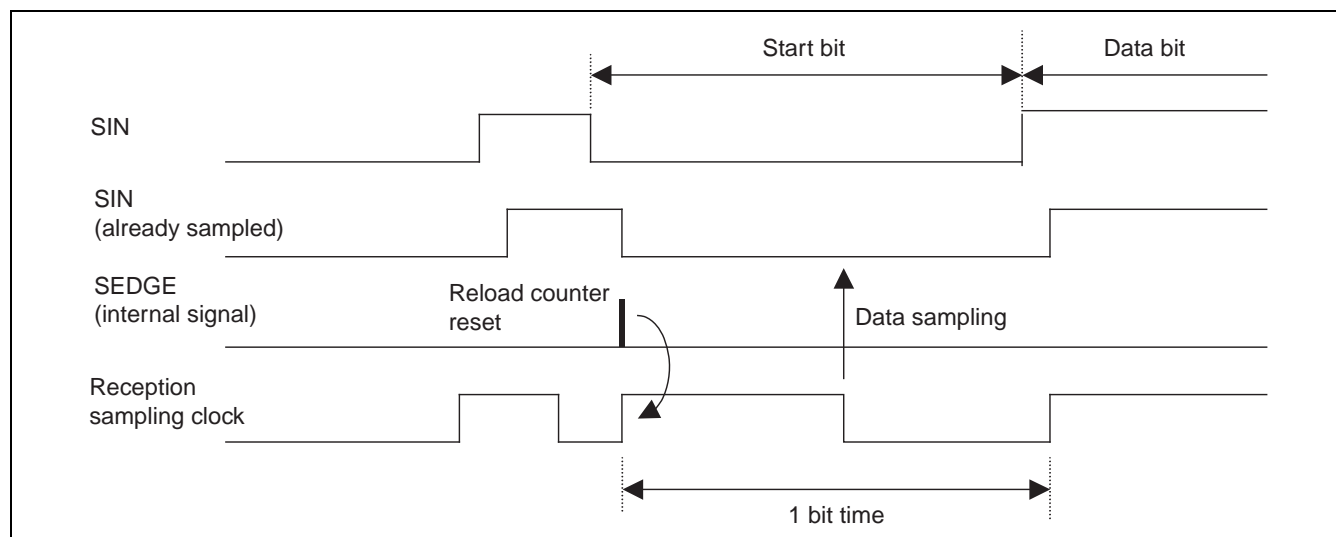 Start bit
Data bit
SIN
SIN
(already sampled)
SEDGE
(internal signal)
Reload counter
reset
Data sampling
Reception
sampling clock
1 bit time